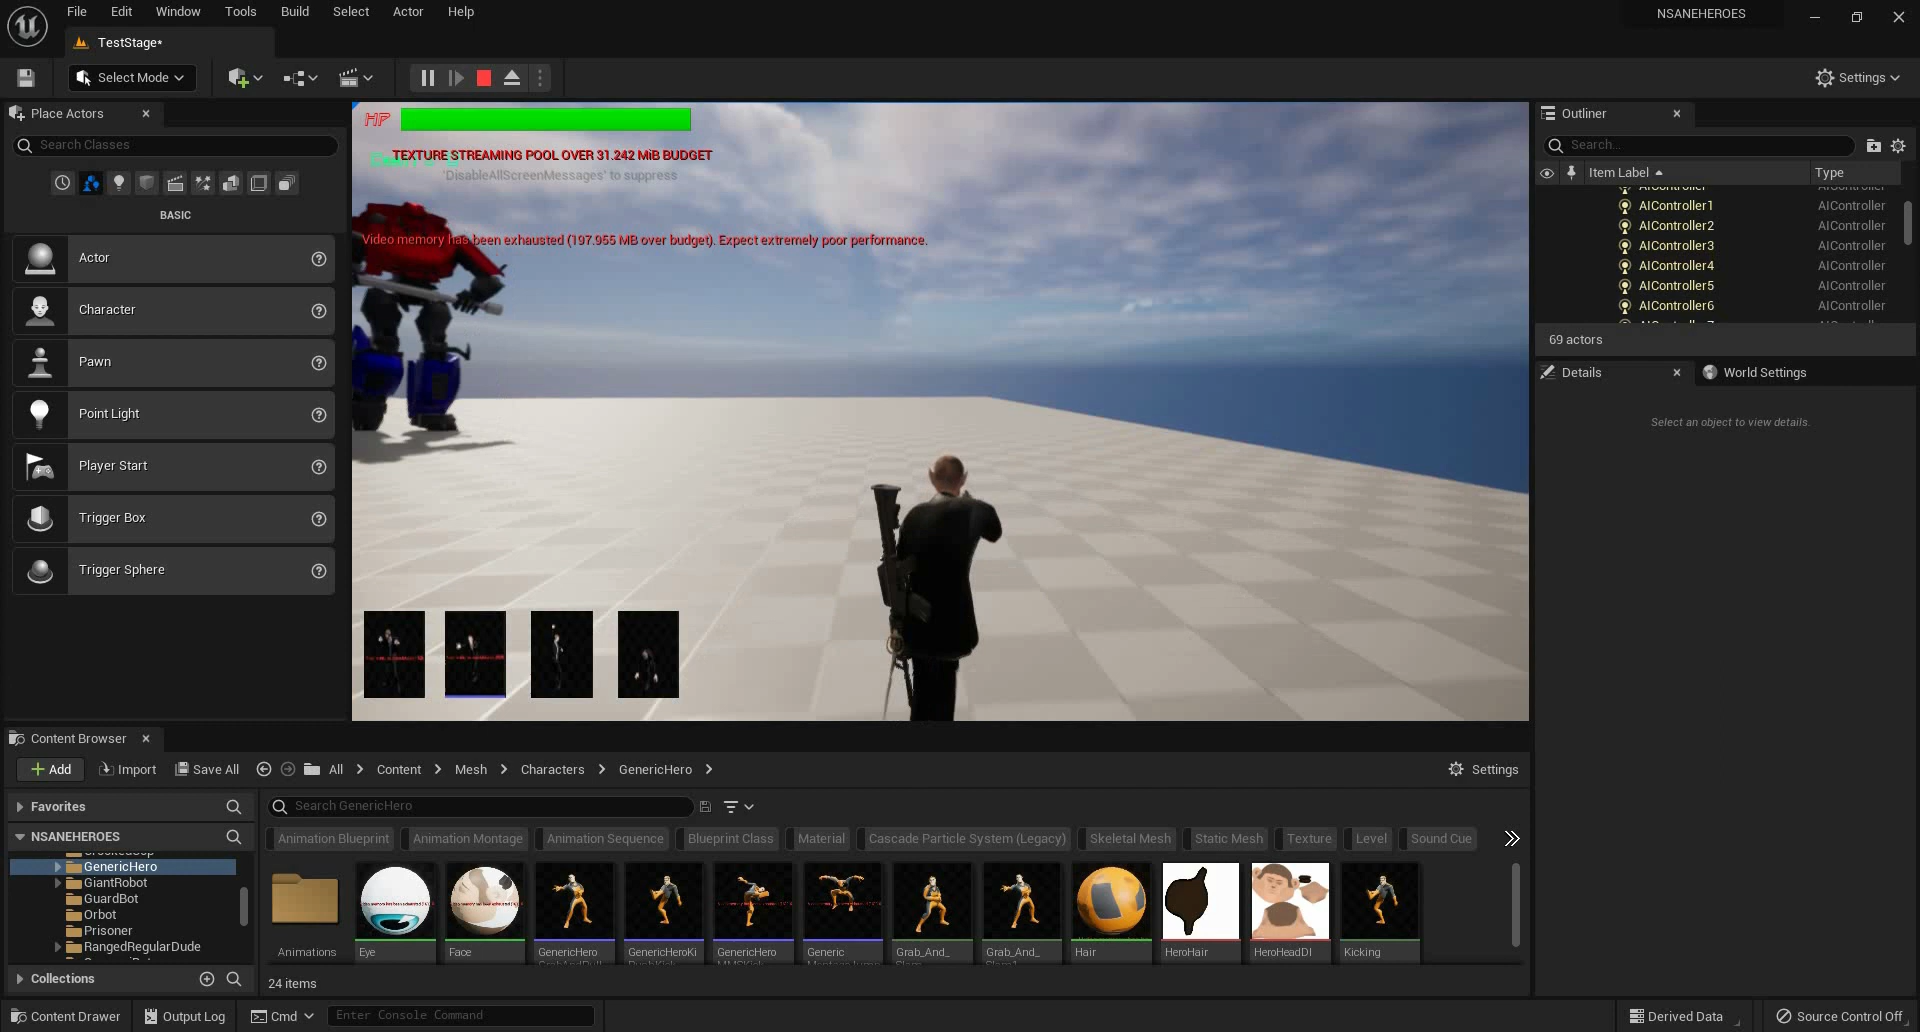 File Edit Window Tools Build Select Actor Help
NSANEHEROES
TestStage*
Select Mode
Settings
Place Actors
Search Classes
BASIC
Actor
Character
Pawn
Point Light
Player Start
Trigger Box
Trigger Sphere
HP
TEXTURE STREAMING POOL OVER 31.242 MiB BUDGET
'DisableAllScreenMessages' to suppress
Video memory has been exhausted (197.955 MB over budget). Expect extremely poor performance.
Outliner
Search...
Item Label Type
AIController AIController
AIController1 AIController
AIController2 AIController
AIController3 AIController
AIController4 AIController
AIController5 AIController
AIController6 AIController
69 actors
Details World Settings
Select an object to view details.
Content Browser
Add Import Save All All Content Mesh Characters GenericHero Settings
Favorites
Search GenericHero
NSANEHEROES
Animation Blueprint Animation Montage Animation Sequence Blueprint Class Material Cascade Particle System (Legacy) Skeletal Mesh Static Mesh Texture Level Sound Cue
GenericHero
GiantRobot
GuardBot
Orbot
Prisoner
RangedRegularDude
Animations Eye Face GenericHero GenericHeroKi GenericHero Generic Grab_And_ Grab_And_ Hair HeroHair HeroHeadDI Kicking
Collections
24 items
Content Drawer Output Log Cmd Enter Console Command Derived Data Source Control Off